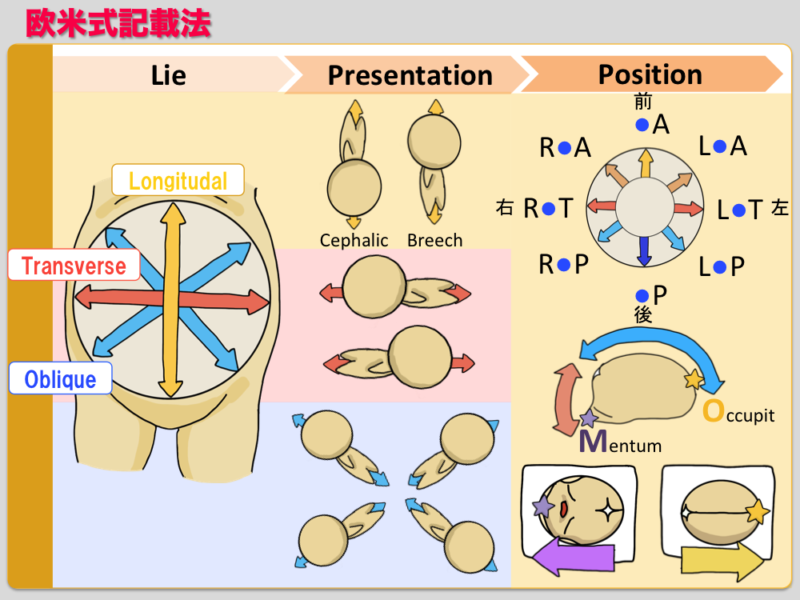 欧米式記載法
Lie
Presentation
Position
Longitudal
Transverse
Oblique
Cephalic
Breech
前
●A
R●A
L●A
右
R●T
L●T
左
R●P
L●P
●P
後
Occupit
Mentum